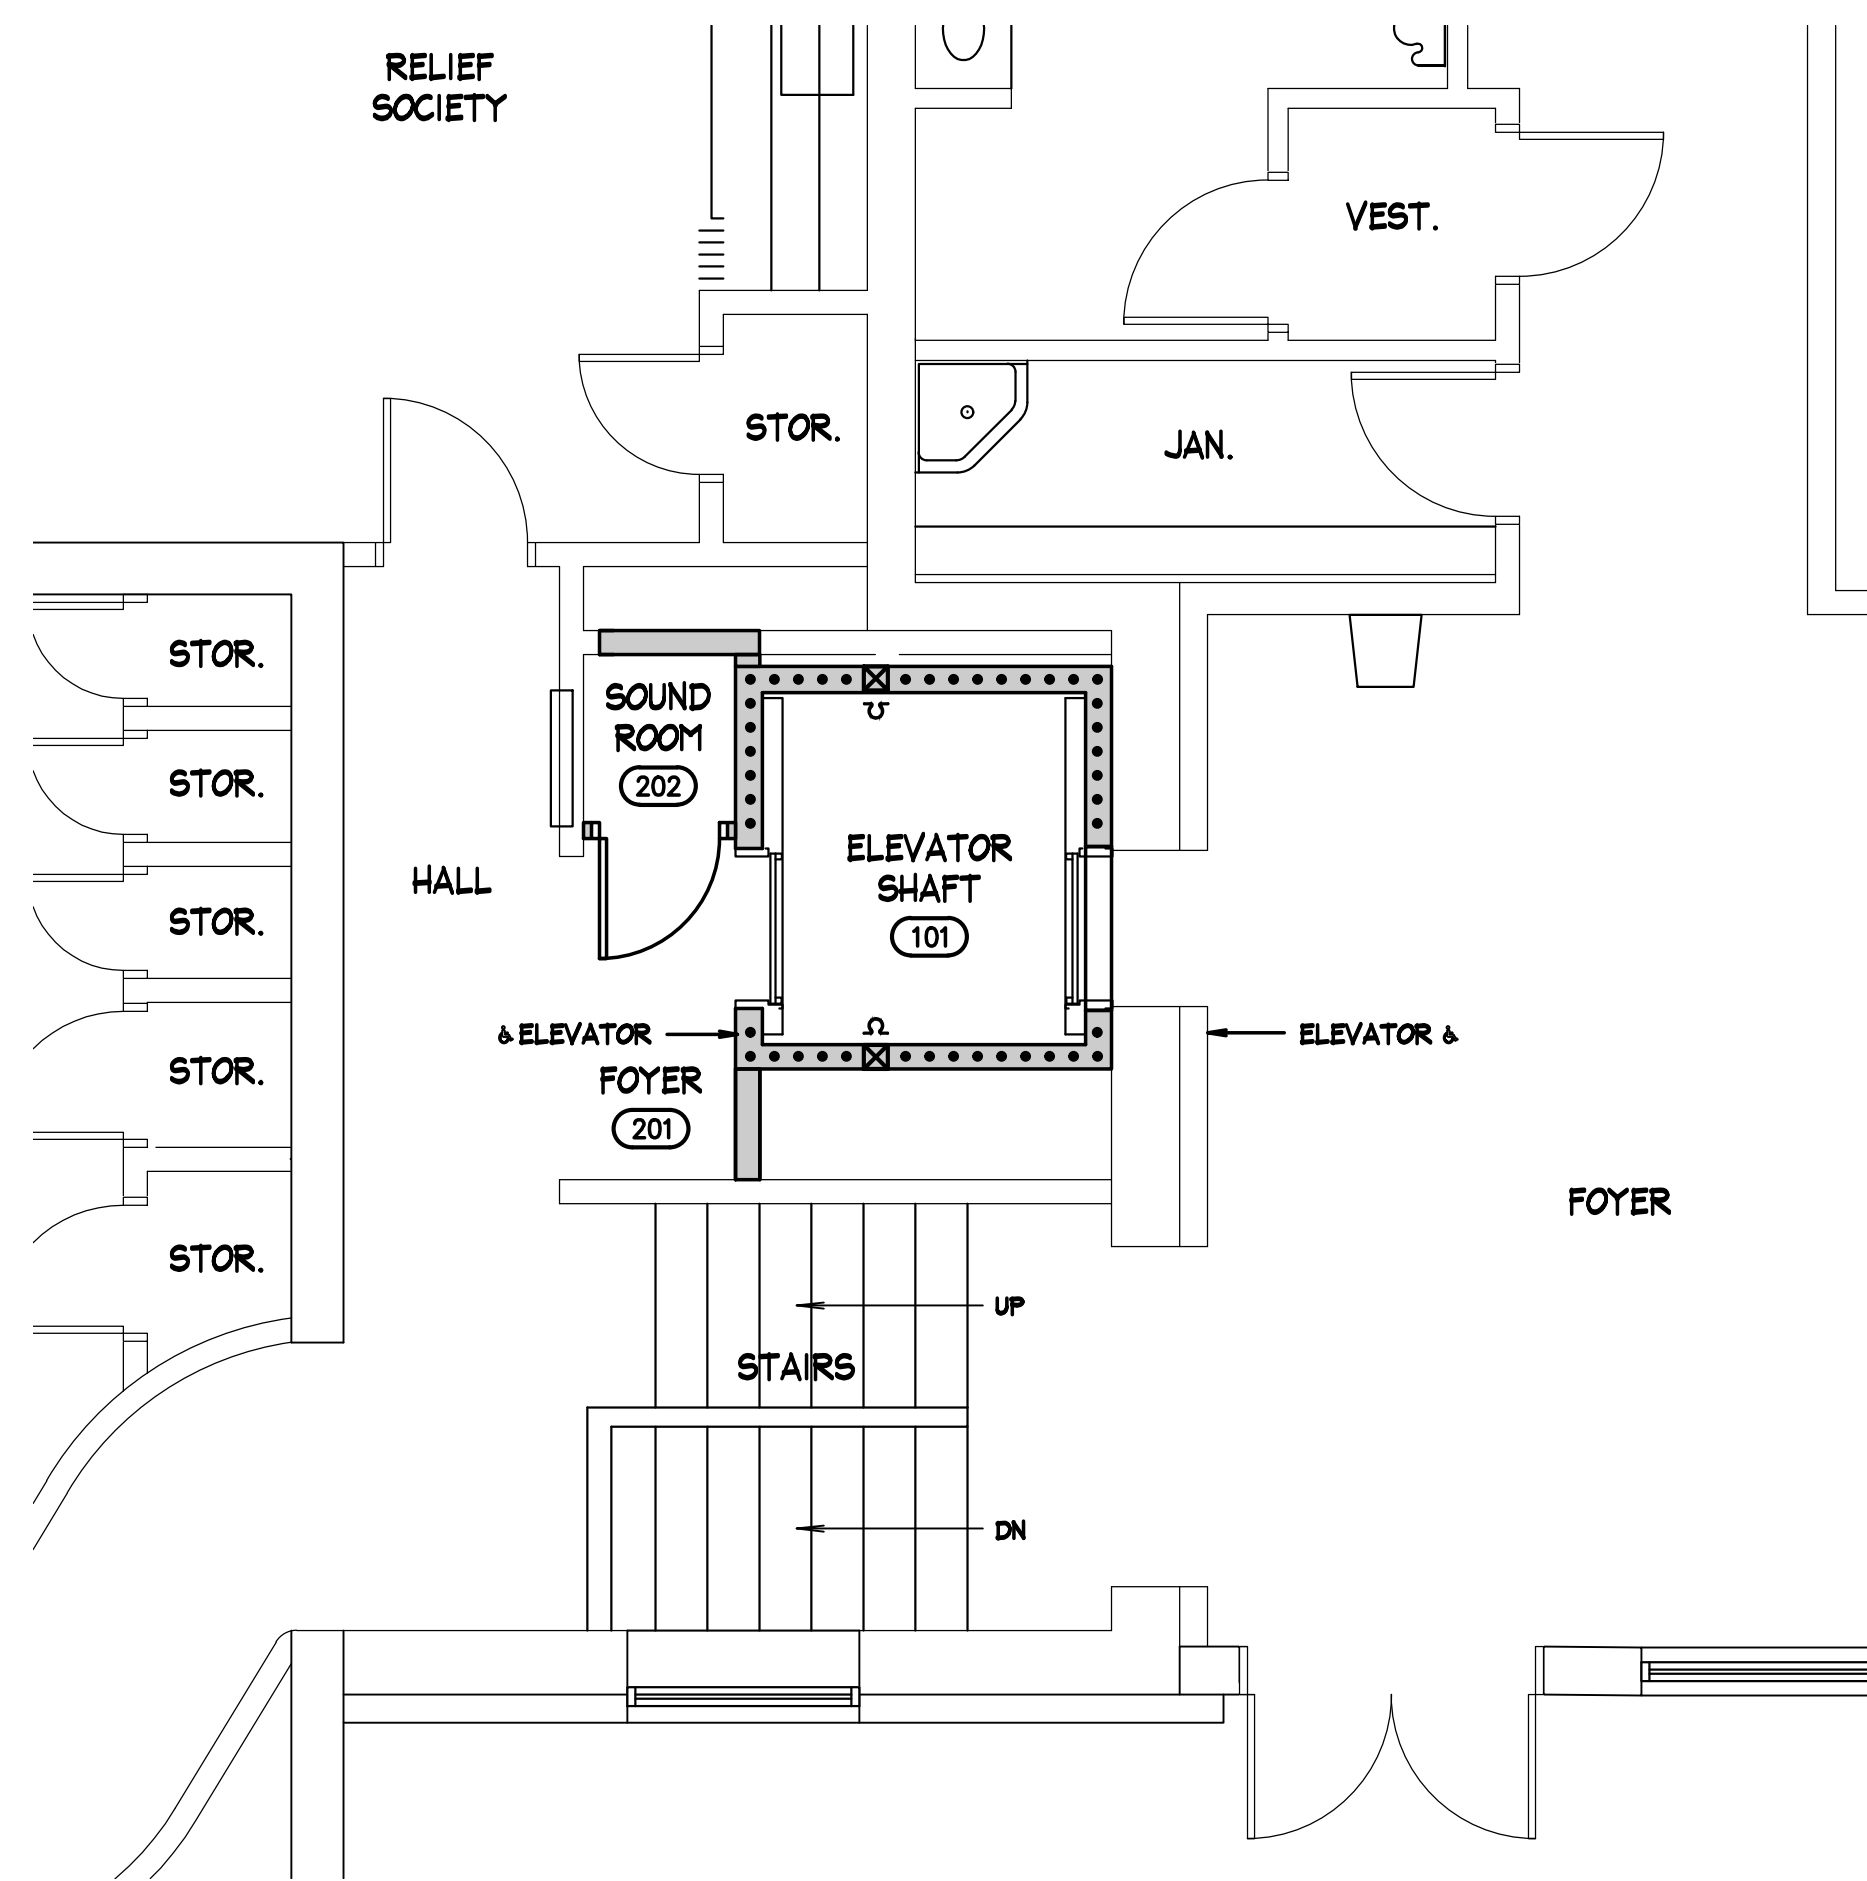 RELIEF
SOCIETY
VEST.
STOR.
JAN.
STOR.
SOUND
ROOM
202
STOR.
ELEVATOR
SHAFT
101
HALL
STOR.
ELEVATOR
ELEVATOR
FOYER
201
STOR.
FOYER
STOR.
UP
STAIRS
DN